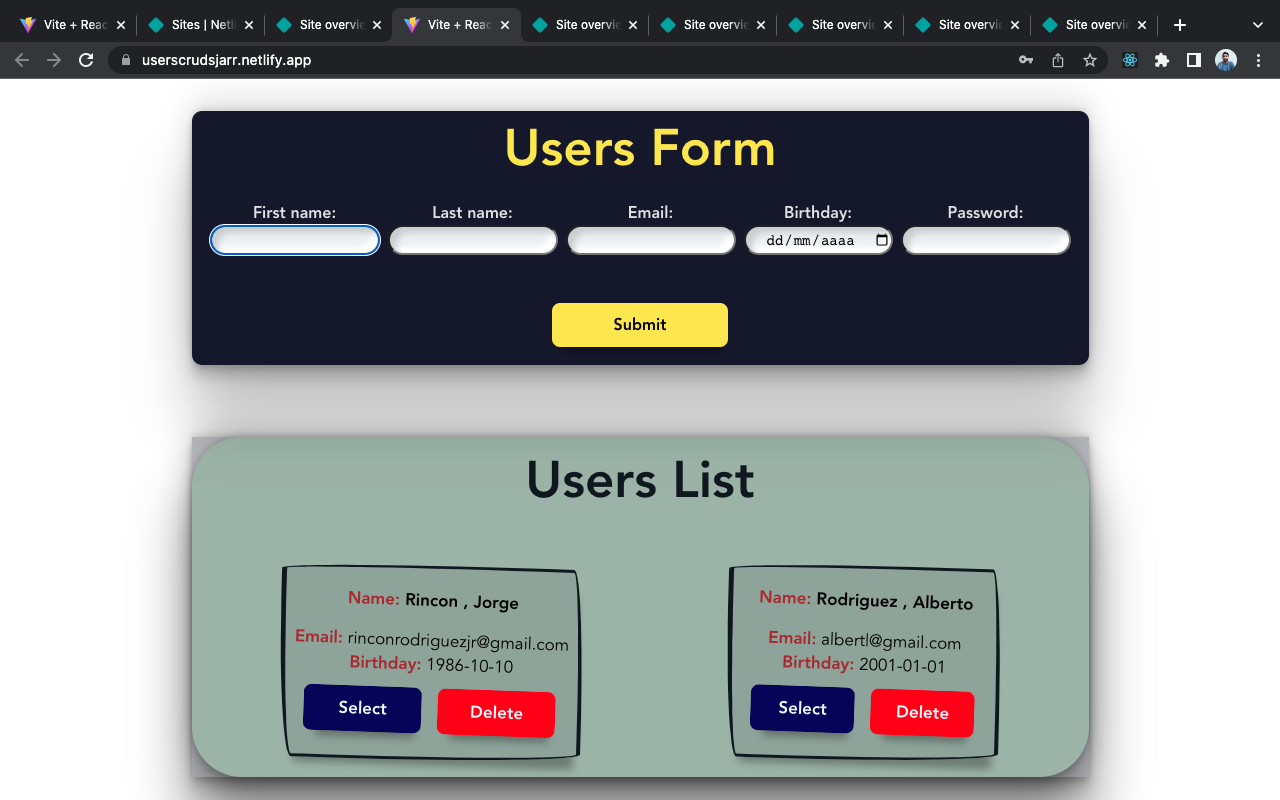 Vite + Reac
Sites | Netl
Site overvie
Vite + Reac
Site overvie
Site overvie
Site overvie
Site overvie
Site overvie
userscrudsjarr.netlify.app
Users Form
First name: Last name: Email: Birthday: Password:
dd/mm/aaaa
Submit
Users List
Name: Rincon , Jorge
Email: rinconrodriguezjr@gmail.com
Birthday: 1986-10-10
Select Delete
Name: Rodriguez , Alberto
Email: albertl@gmail.com
Birthday: 2001-01-01
Select Delete